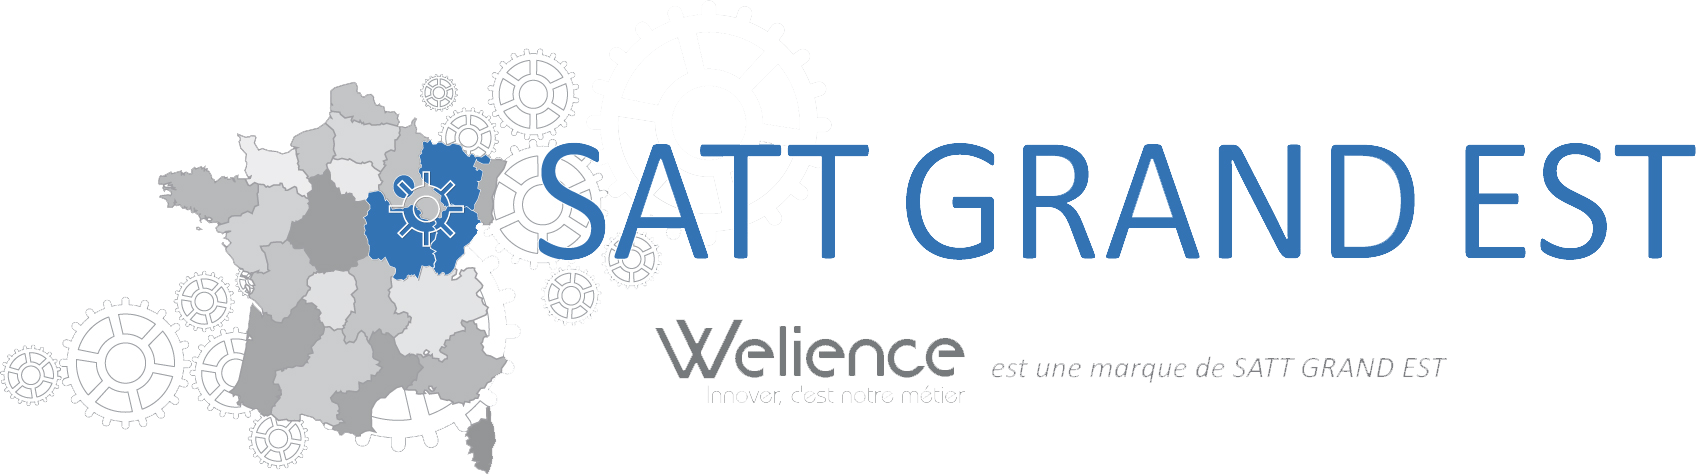 SATT GRAND EST
Welience est une marque de SATT GRAND EST
Innover, c'est notre métier